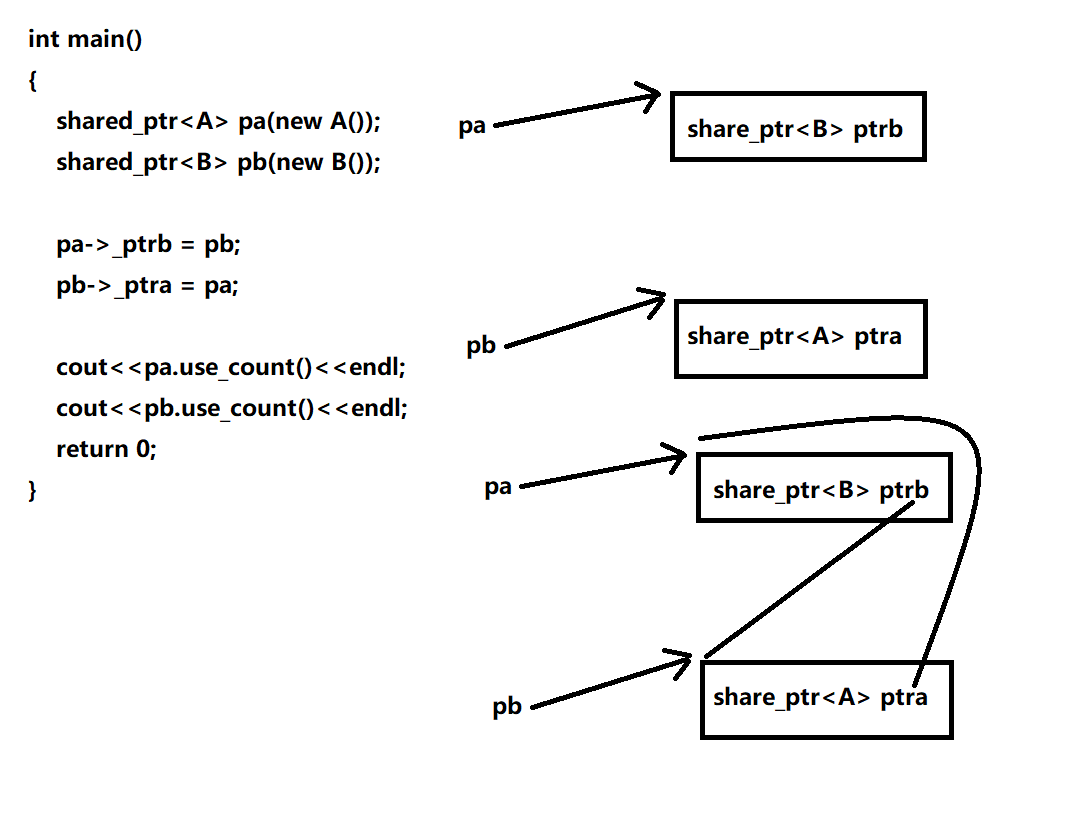 int main()
{
shared_ptr<A> pa(new A());
shared_ptr<B> pb(new B());
pa->_ptrb = pb;
pb->_ptra = pa;
cout<<pa.use_count()<<endl;
cout<<pb.use_count()<<endl;
return 0;
}
pa
share_ptr<B> ptrb
pb
share_ptr<A> ptra
pa
share_ptr<B> ptrb
pb
share_ptr<A> ptra